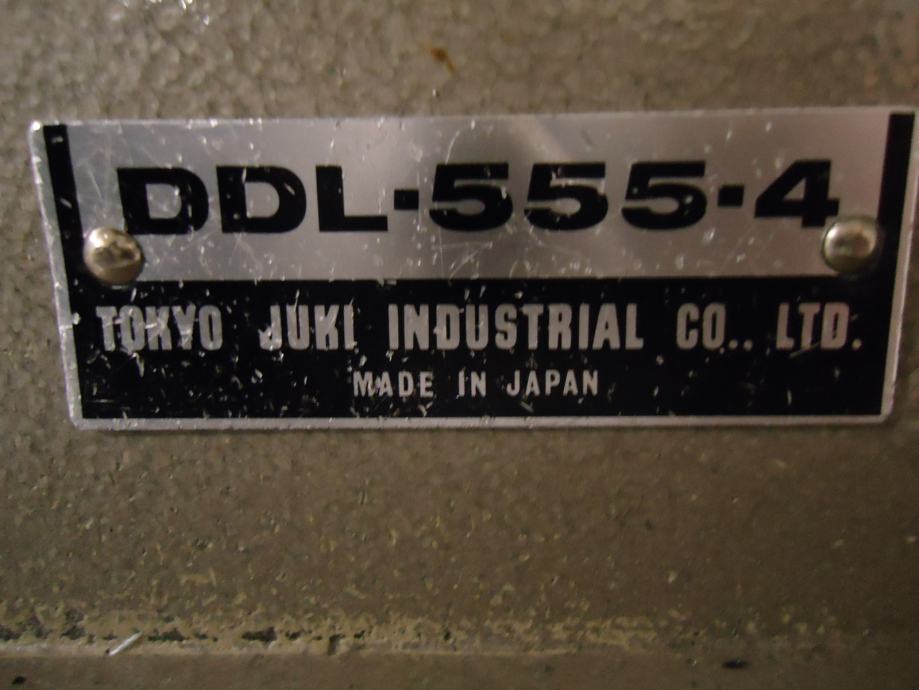 DDL-555-4
TOKYO JUKI INDUSTRIAL CO., LTD.
MADE IN JAPAN